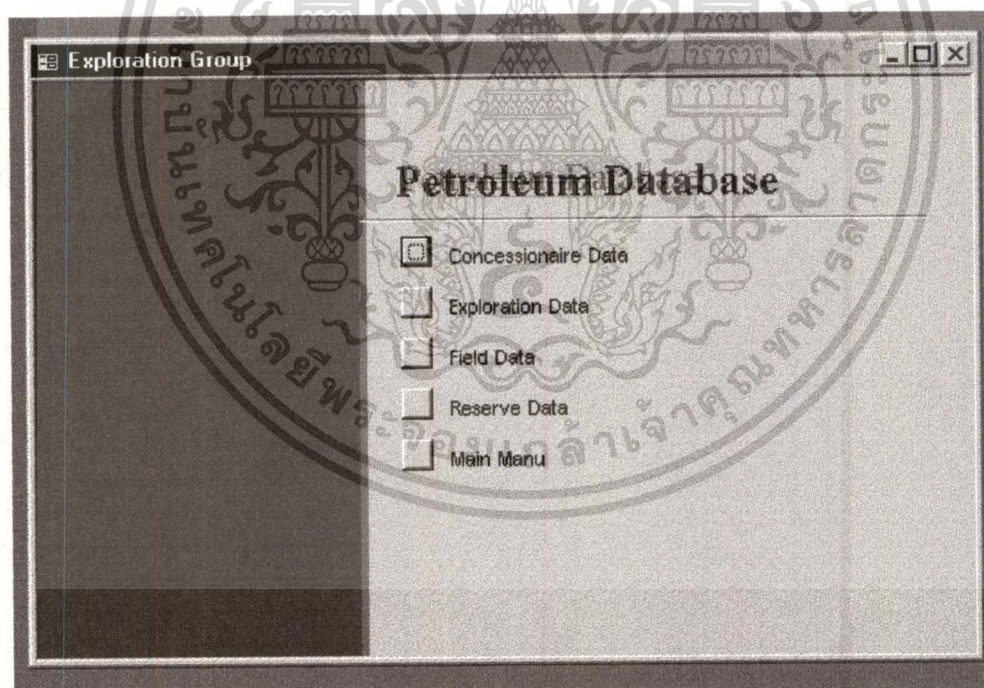 Exploration Group
Petroleum Database
Concessionaire Data
Exploration Data
Field Data
Reserve Data
Main Manu